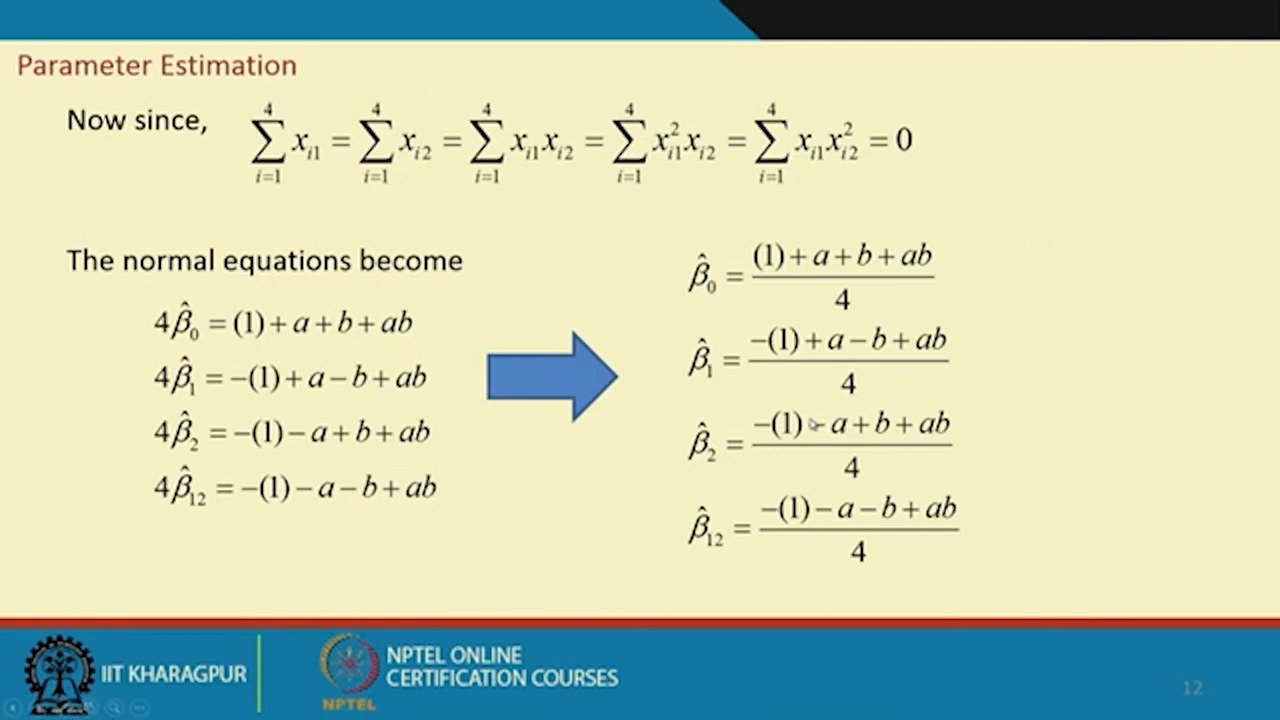 Parameter Estimation
Now since, $\sum_{i=1}^{4} x_{i1} = \sum_{i=1}^{4} x_{i2} = \sum_{i=1}^{4} x_{i1} x_{i2} = \sum_{i=1}^{4} x_{i1}^2 x_{i2} = \sum_{i=1}^{4} x_{i1} x_{i2}^2 = 0$
The normal equations become
$4\hat{\beta}_0 = (1) + a + b + ab$
$4\hat{\beta}_1 = -(1) + a - b + ab$
$4\hat{\beta}_2 = -(1) - a + b + ab$
$4\hat{\beta}_{12} = -(1) - a - b + ab$
$\hat{\beta}_0 = \frac{(1) + a + b + ab}{4}$
$\hat{\beta}_1 = \frac{-(1) + a - b + ab}{4}$
$\hat{\beta}_2 = \frac{-(1) - a + b + ab}{4}$
$\hat{\beta}_{12} = \frac{-(1) - a - b + ab}{4}$
IIT KHARAGPUR
NPTEL
NPTEL ONLINE
CERTIFICATION COURSES
12